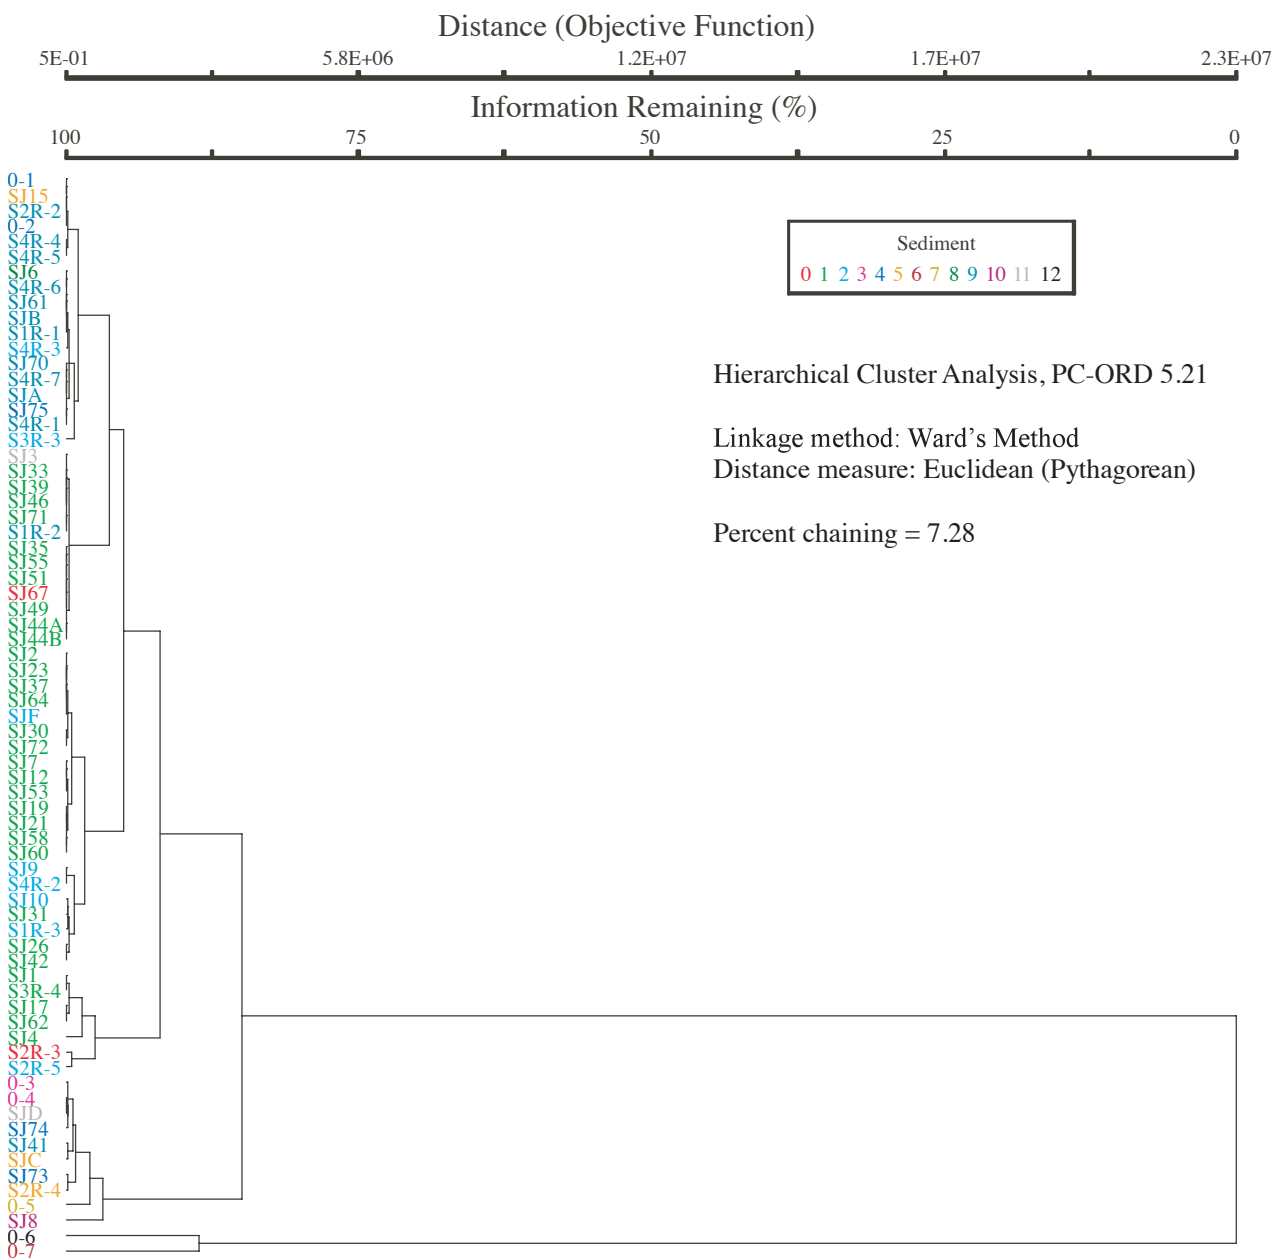 Distance (Objective Function)
5E-01 5.8E+06 1.2E+07 1.7E+07 2.3E+07
Information Remaining (%)
100 75 50 25 0
0-1
SJ15
S2R-2
0-2
S4R-4
S4R-5
SJ6
S4R-6
SJ61
SJB
S1R-1
S4R-3
SJ70
S4R-7
SJA
SJ75
S4R-1
S3R-3
SJ3
SJ33
SJ39
SJ46
SJ71
S1R-2
SJ35
SJ55
SJ51
SJ67
SJ49
SJ44A
SJ44B
SJ2
SJ23
SJ37
SJ64
SJF
SJ30
SJ72
SJ7
SJ12
SJ53
SJ19
SJ21
SJ58
SJ60
SJ9
S4R-2
SJ10
SJ31
S1R-3
SJ26
SJ42
SJ1
S3R-4
SJ17
SJ62
SJ4
S2R-3
S2R-5
0-3
0-4
SJD
SJ74
SJ41
SJC
SJ73
S2R-4
0-5
SJ8
0-6
0-7
Sediment
0 1 2 3 4 5 6 7 8 9 10 11 12
Hierarchical Cluster Analysis, PC-ORD 5.21
Linkage method: Ward's Method
Distance measure: Euclidean (Pythagorean)
Percent chaining = 7.28